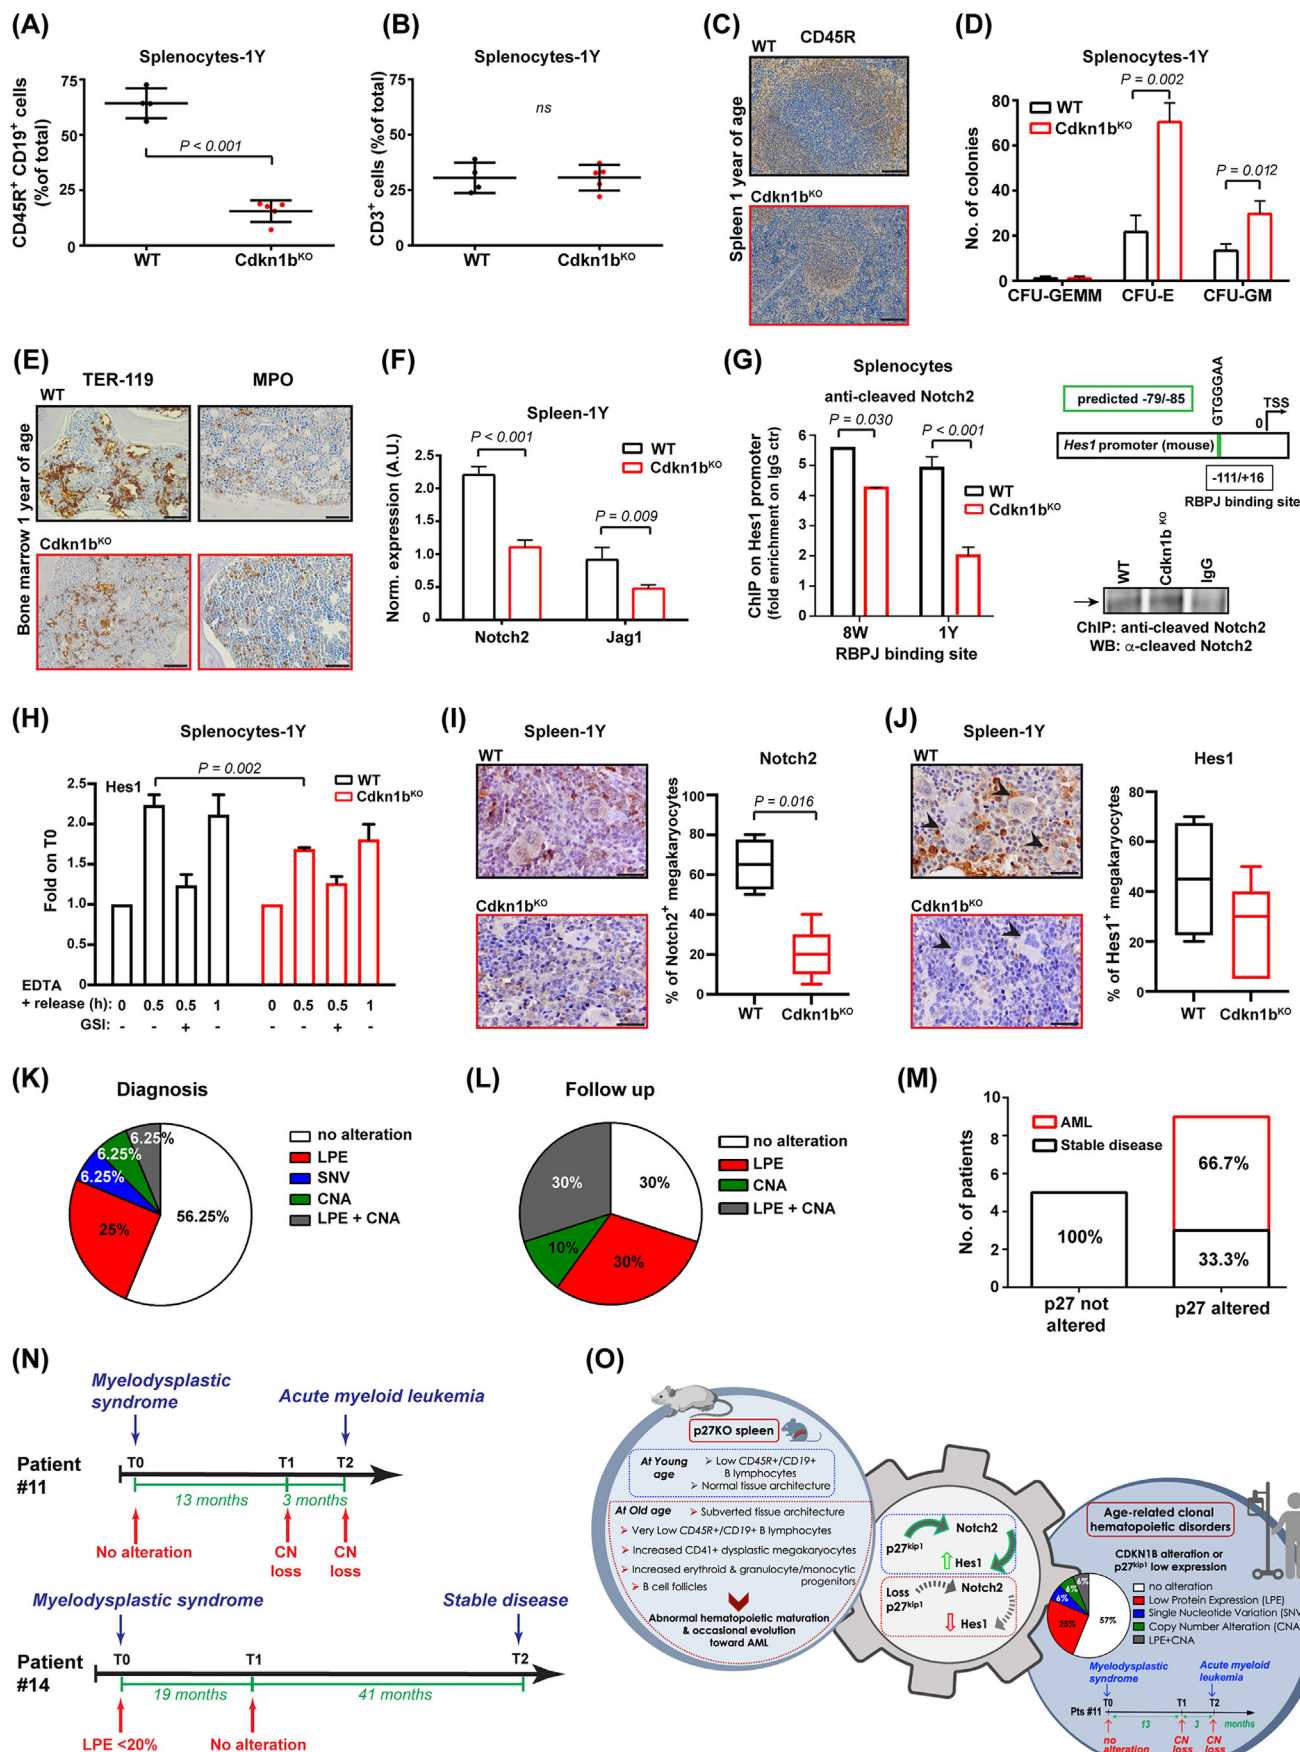 (A)
Splenocytes-1Y
CD45R+ CD19+ cells
(%of total)
75
50
25
0
P < 0.001
WT
Cdkn1bKO
(B)
Splenocytes-1Y
CD3+ cells (%of total)
75
50
25
0
ns
WT
Cdkn1bKO
(C)
CD45R
WT
Cdkn1bKO
Spleen 1 year of age
(D)
Splenocytes-1Y
P = 0.002
WT
Cdkn1bKO
P = 0.012
No. of colonies
80
60
40
20
0
CFU-GEMM
CFU-E
CFU-GM
(E)
TER-119
MPO
WT
Cdkn1bKO
Bone marrow 1 year of age
(F)
Spleen-1Y
P < 0.001
WT
Cdkn1bKO
P = 0.009
Norm. expression (A.U.)
2.5
2.0
1.5
1.0
0.5
0
Notch2
Jag1
(G)
Splenocytes
anti-cleaved Notch2
P = 0.030
P < 0.001
WT
Cdkn1bKO
ChIP on Hes1 promoter
(fold enrichment on IgG ctr)
6
5
4
3
2
1
0
8W
1Y
RBPJ binding site
predicted -79/-85
GTGGGAA
TSS
0
Hes1 promoter (mouse)
-111/+16
RBPJ binding site
WT
Cdkn1b KO
IgG
ChIP: anti-cleaved Notch2
WB: α-cleaved Notch2
(H)
Splenocytes-1Y
Hes1
P = 0.002
WT
Cdkn1bKO
Fold on T0
2.5
2.0
1.5
1.0
0.5
0.0
EDTA
+ release (h): 0 0.5 0.5 1 0 0.5 0.5 1
GSI: - - + - - - + -
(I)
Spleen-1Y
WT
Cdkn1bKO
Notch2
P = 0.016
% of Notch2+ megakaryocytes
100
80
60
40
20
0
WT
Cdkn1bKO
(J)
Spleen-1Y
WT
Cdkn1bKO
Hes1
% of Hes1+ megakaryocytes
80
60
40
20
0
WT
Cdkn1bKO
(K)
Diagnosis
6.25%
6.25%
6.25%
25%
56.25%
no alteration
LPE
SNV
CNA
LPE + CNA
(L)
Follow up
30%
30%
10%
30%
no alteration
LPE
CNA
LPE + CNA
(M)
AML
Stable disease
No. of patients
10
8
6
4
2
0
100%
66.7%
33.3%
p27 not
altered
p27 altered
(N)
Myelodysplastic
syndrome
Acute myeloid leukemia
Patient
#11
T0
T1
T2
13 months
3 months
No alteration
CN
loss
CN
loss
Myelodysplastic syndrome
Stable disease
Patient
#14
T0
T1
T2
19 months
41 months
LPE <20%
No alteration
(O)
p27KO spleen
At Young
age
Low CD45R+/CD19+
B lymphocytes
Normal tissue architecture
At Old age
Subverted tissue architecture
Very Low CD45R+/CD19+ B lymphocytes
Increased CD41+ dysplastic megakaryocytes
Increased erythroid & granulocyte/monocytic
progenitors
B cell follicles
Abnormal hematopoietic maturation
& occasional evolution
toward AML
Notch2
p27kip1
Hes1
Loss
p27kip1
Notch2
Hes1
Age-related clonal
hematopoietic disorders
CDKN1B alteration or
p27kip1 low expression
6%
6%
6%
25%
57%
no alteration
Low Protein Expression (LPE)
Single Nucleotide Variation (SNV
Copy Number Alteration (CNA
LPE+CNA
Myelodysplastic
syndrome
Acute myeloid
leukemia
Pts #11
T0
T1
T2
13
3
months
no
alteration
CN
loss
CN
loss